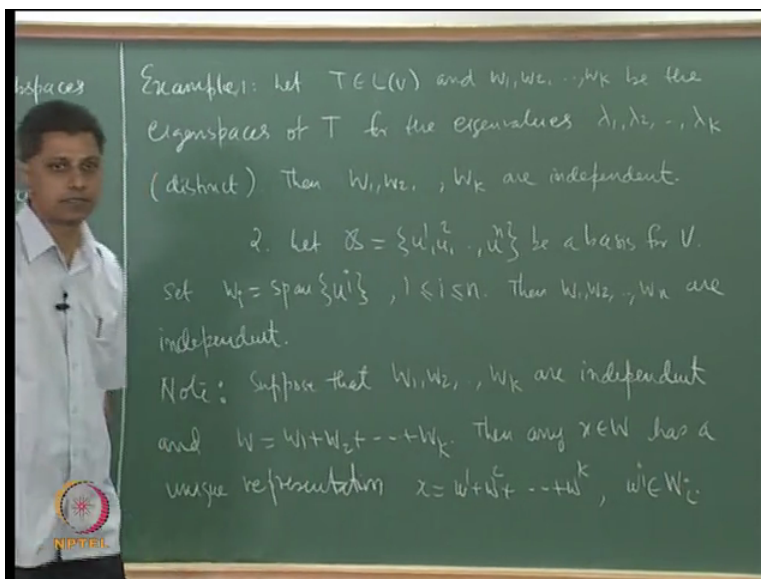 bspaces
Example 1: Let T ∈ L(V) and W₁, W₂, .., Wₖ be the
eigenspaces of T for the eigenvalues λ₁, λ₂, .., λₖ
(distinct) Then W₁, W₂, , Wₖ are independent.
2. Let ℬ = {u¹, u², .., uⁿ} be a basis for V.
Set Wᵢ = span {uⁱ}, 1 ≤ i ≤ n. Then W₁, W₂, .., Wₙ are
independent.
Note: Suppose that W₁, W₂, .., Wₖ are independent
and W = W₁ + W₂ + --- + Wₖ. Then any x ∈ W has a
unique representation x = w¹ + w² + --- + wᵏ, wⁱ ∈ Wᵢ.
NPTEL